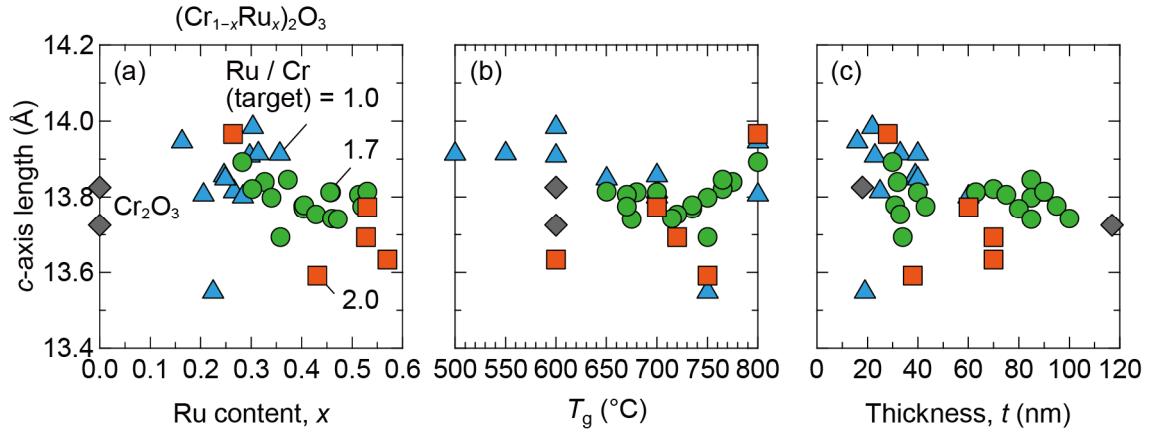 (Cr1−xRux)2O3
c-axis length (Å)
14.2
14.0
13.8
13.6
13.4
(a)
Ru / Cr
(target) = 1.0
1.7
Cr2O3
2.0
0.0 0.1 0.2 0.3 0.4 0.5 0.6
Ru content, x
(b)
500 550 600 650 700 750 800
Tg (°C)
(c)
0 20 40 60 80 100 120
Thickness, t (nm)